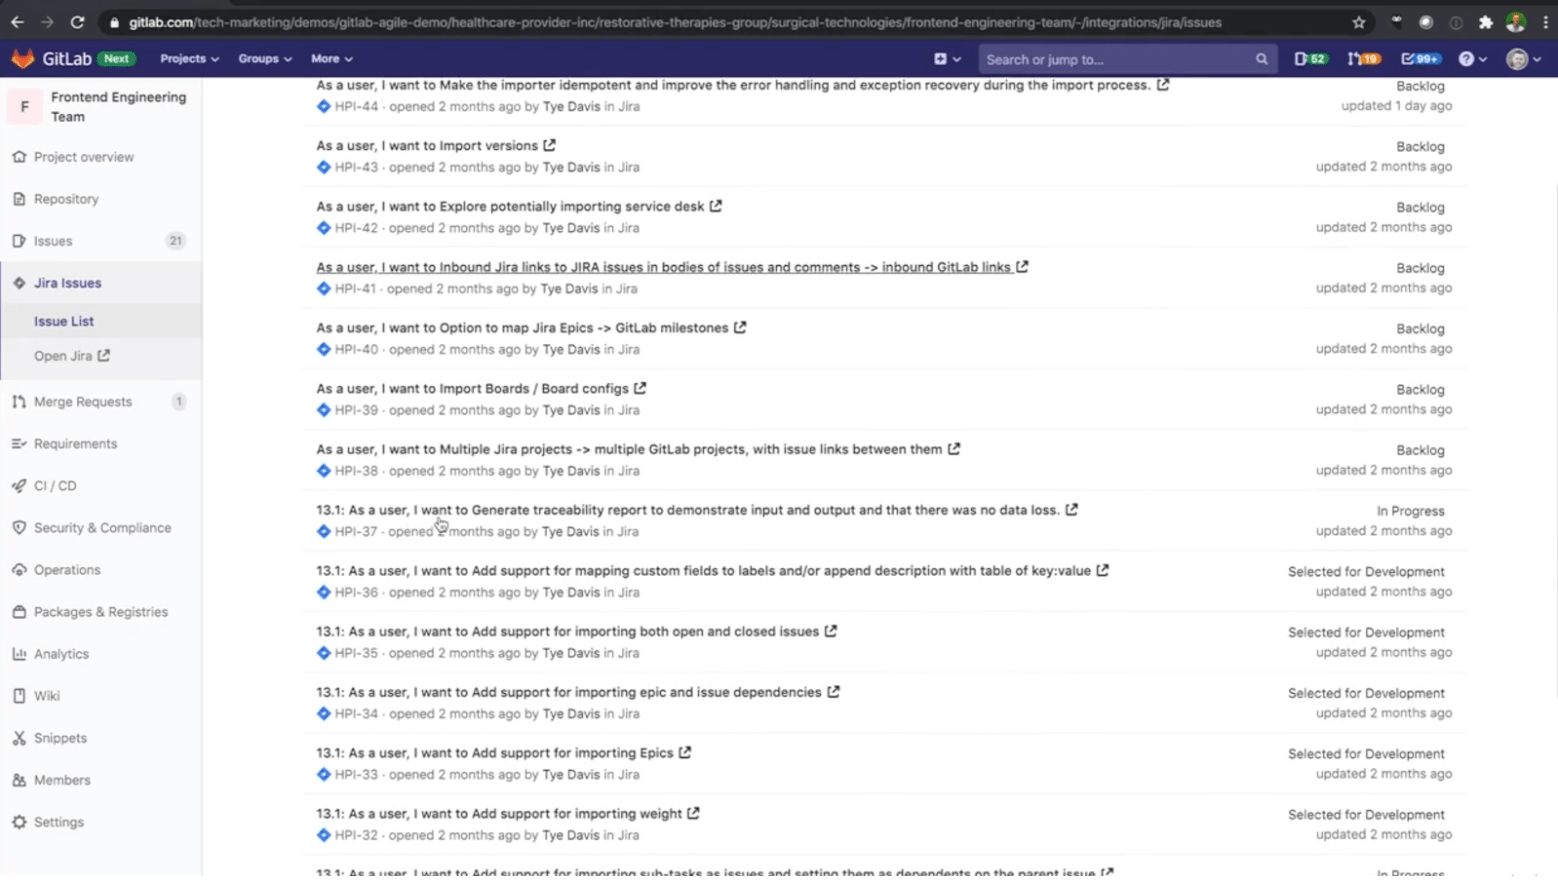 gitlab.com/tech-marketing/demos/gitlab-agile-demo/healthcare-provider-inc/restorative-therapies-group/surgical-technologies/frontend-engineering-team/-/integrations/jira/issues
GitLab Next Projects Groups More Search or jump to... 52 19 99+
F Frontend Engineering Team
Project overview
Repository
Issues 21
Jira Issues
Issue List
Open Jira
Merge Requests 1
Requirements
CI / CD
Security & Compliance
Operations
Packages & Registries
Analytics
Wiki
Snippets
Members
Settings
As a user, I want to Make the importer idempotent and improve the error handling and exception recovery during the import process. Backlog
HPI-44 · opened 2 months ago by Tye Davis in Jira updated 1 day ago
As a user, I want to Import versions Backlog
HPI-43 · opened 2 months ago by Tye Davis in Jira updated 2 months ago
As a user, I want to Explore potentially importing service desk Backlog
HPI-42 · opened 2 months ago by Tye Davis in Jira updated 2 months ago
As a user, I want to Inbound Jira links to JIRA issues in bodies of issues and comments -> inbound GitLab links Backlog
HPI-41 · opened 2 months ago by Tye Davis in Jira updated 2 months ago
As a user, I want to Option to map Jira Epics -> GitLab milestones Backlog
HPI-40 · opened 2 months ago by Tye Davis in Jira updated 2 months ago
As a user, I want to Import Boards / Board configs Backlog
HPI-39 · opened 2 months ago by Tye Davis in Jira updated 2 months ago
As a user, I want to Multiple Jira projects -> multiple GitLab projects, with issue links between them Backlog
HPI-38 · opened 2 months ago by Tye Davis in Jira updated 2 months ago
13.1: As a user, I want to Generate traceability report to demonstrate input and output and that there was no data loss. In Progress
HPI-37 · opened 2 months ago by Tye Davis in Jira updated 2 months ago
13.1: As a user, I want to Add support for mapping custom fields to labels and/or append description with table of key:value Selected for Development
HPI-36 · opened 2 months ago by Tye Davis in Jira updated 2 months ago
13.1: As a user, I want to Add support for importing both open and closed issues Selected for Development
HPI-35 · opened 2 months ago by Tye Davis in Jira updated 2 months ago
13.1: As a user, I want to Add support for importing epic and issue dependencies Selected for Development
HPI-34 · opened 2 months ago by Tye Davis in Jira updated 2 months ago
13.1: As a user, I want to Add support for importing Epics Selected for Development
HPI-33 · opened 2 months ago by Tye Davis in Jira updated 2 months ago
13.1: As a user, I want to Add support for importing weight Selected for Development
HPI-32 · opened 2 months ago by Tye Davis in Jira updated 2 months ago
13.1: As a user, I want to Add support for importing sub-tasks as issues and setting them as dependents on the parent issue In Progress